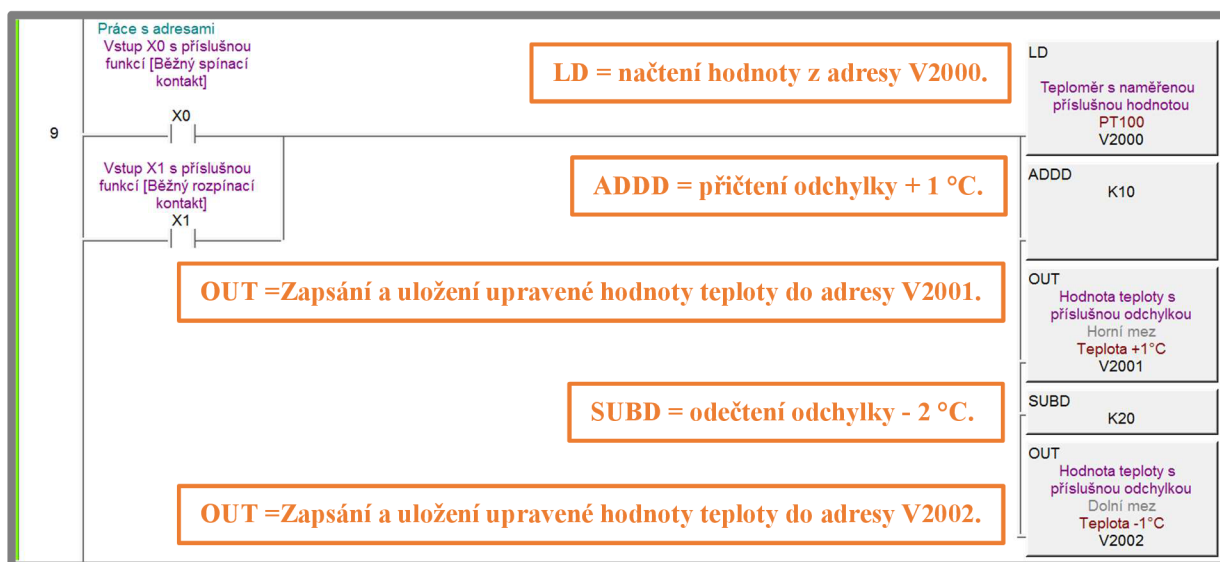 Práce s adresami
Vstup X0 s příslušnou
funkcí [Běžný spínací
kontakt]
X0
9
Vstup X1 s příslušnou
funkcí [Běžný rozpínací
kontakt]
X1
LD = načtení hodnoty z adresy V2000.
LD
Teploměr s naměřenou
příslušnou hodnotou
PT100
V2000
ADDD = přičtení odchylky + 1 °C.
ADDD
K10
OUT =Zapsání a uložení upravené hodnoty teploty do adresy V2001.
OUT
Hodnota teploty s
příslušnou odchylkou
Horní mez
Teplota +1°C
V2001
SUBD = odečtení odchylky - 2 °C.
SUBD
K20
OUT =Zapsání a uložení upravené hodnoty teploty do adresy V2002.
OUT
Hodnota teploty s
příslušnou odchylkou
Dolní mez
Teplota -1°C
V2002